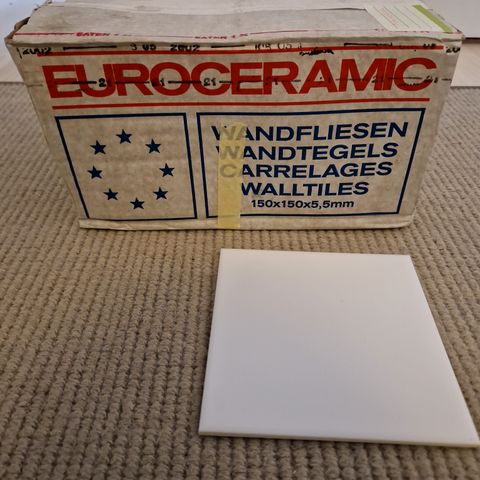 EUROCERAMIC
WANDFLIESEN
WANDTEGELS
CARRELAGES
WALLTILES
150x150x5,5mm